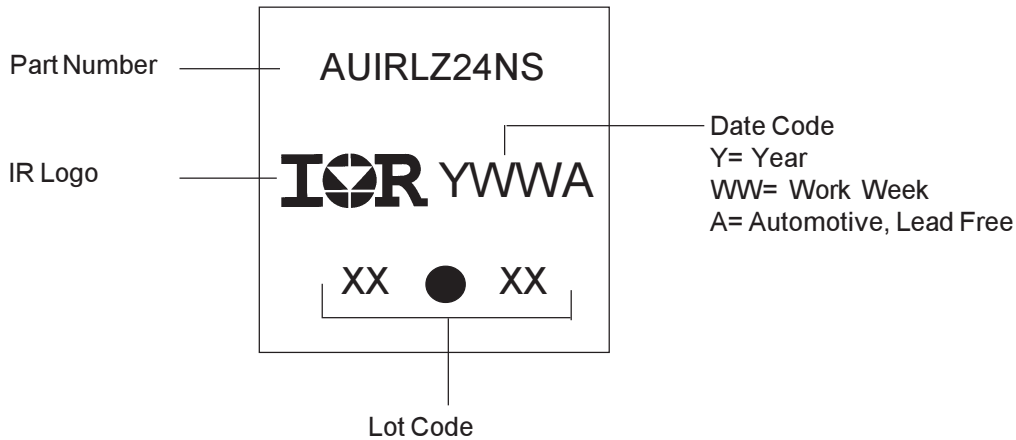 Part Number
AUIRLZ24NS
IR Logo
IOR YWWA
Date Code
Y= Year
WW= Work Week
A= Automotive, Lead Free
XX XX
Lot Code